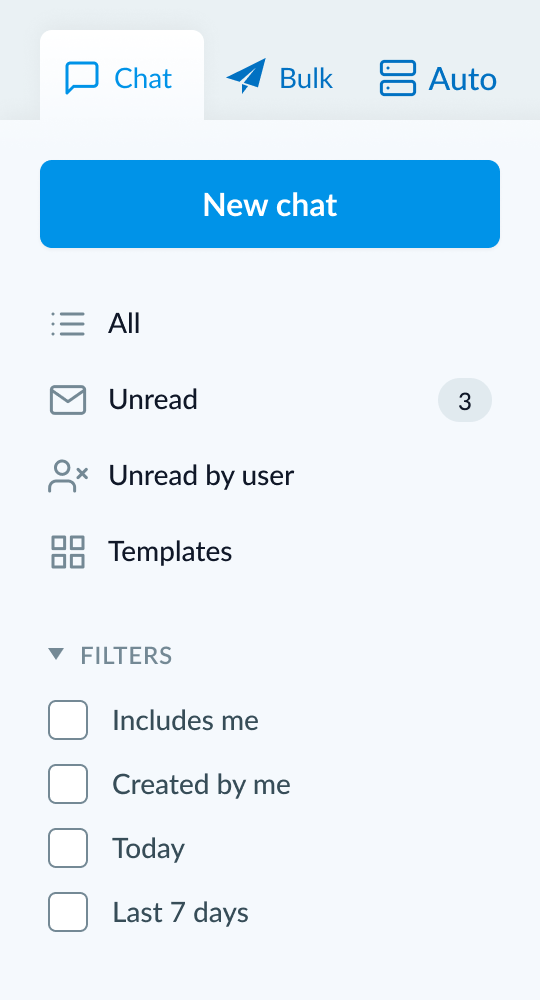 Chat Bulk Auto
New chat
All
Unread 3
Unread by user
Templates
FILTERS
Includes me
Created by me
Today
Last 7 days